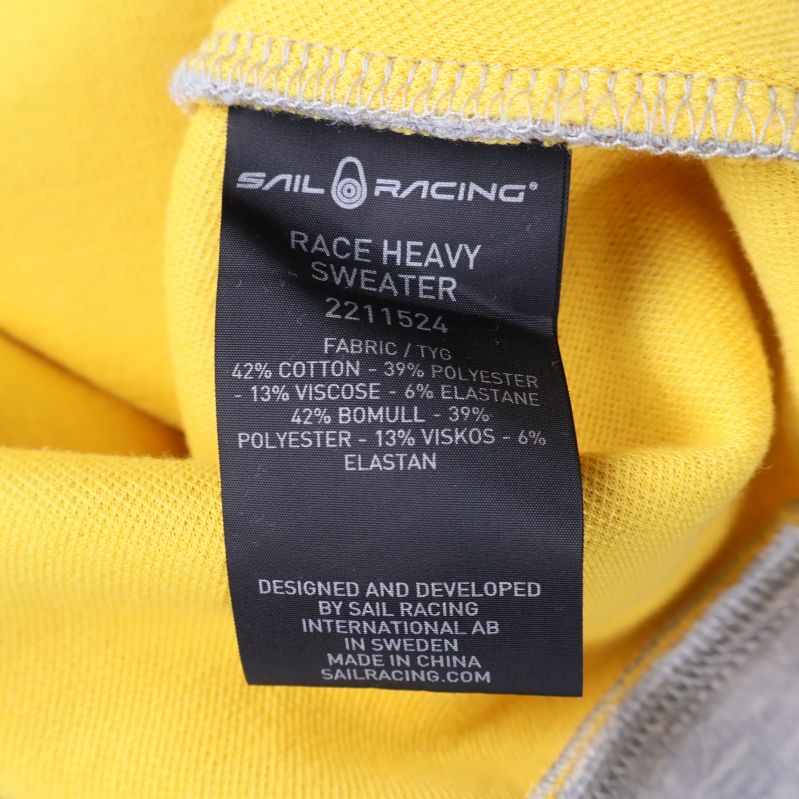 SAIL RACING®
RACE HEAVY
SWEATER
2211524
FABRIC / TYG
42% COTTON - 39% POLYESTER
- 13% VISCOSE - 6% ELASTANE
42% BOMULL - 39%
POLYESTER - 13% VISKOS - 6%
ELASTAN
DESIGNED AND DEVELOPED
BY SAIL RACING
INTERNATIONAL AB
IN SWEDEN
MADE IN CHINA
SAILRACING.COM